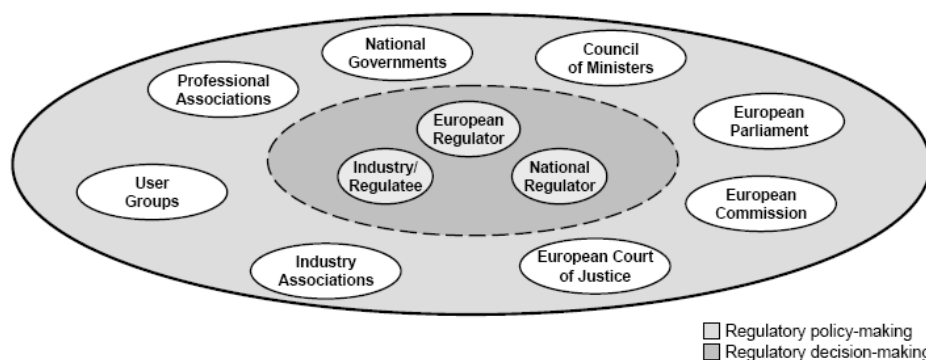 National
Governments
Council
of Ministers
Professional
Associations
European
Regulator
European
Parliament
Industry/
Regulatee
National
Regulator
User
Groups
European
Commission
Industry
Associations
European Court
of Justice
Regulatory policy-making
Regulatory decision-making